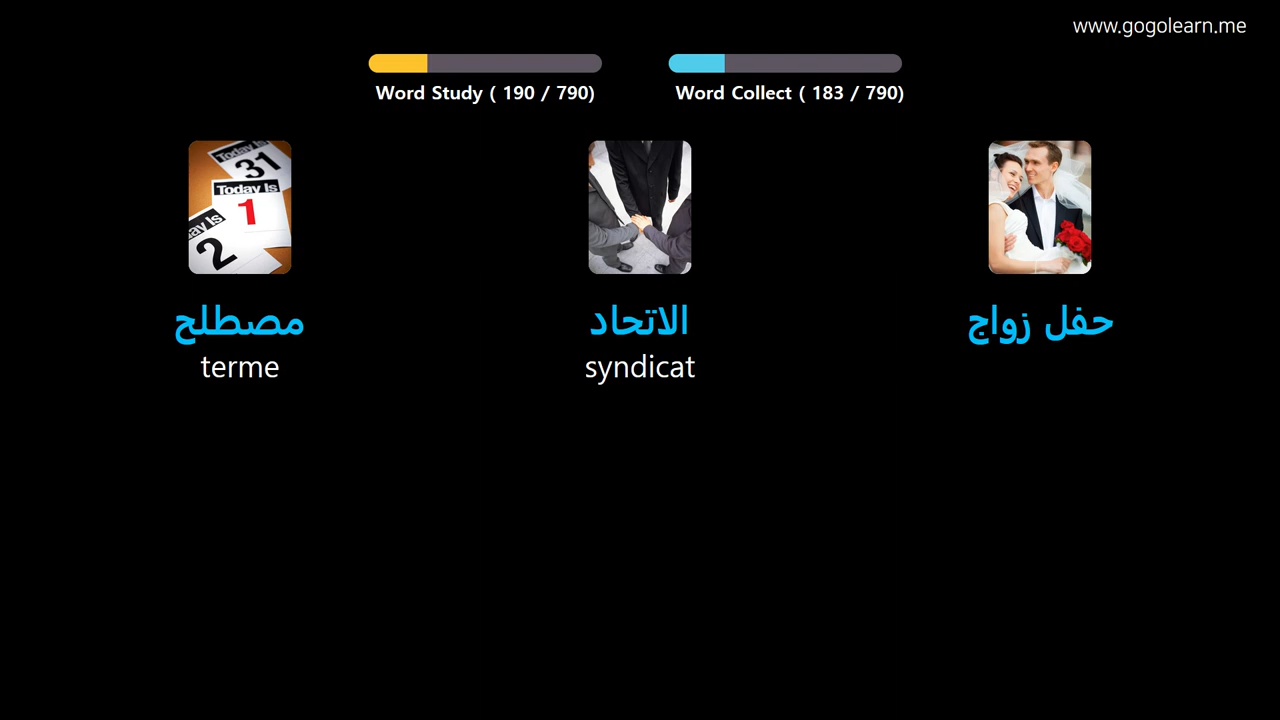 www.gogolearn.me
Word Study ( 190 / 790)
Word Collect ( 183 / 790)
Today Is
31
Today Is
1
ay Is
2
مصطلح
terme
الاتحاد
syndicat
حفل زواج